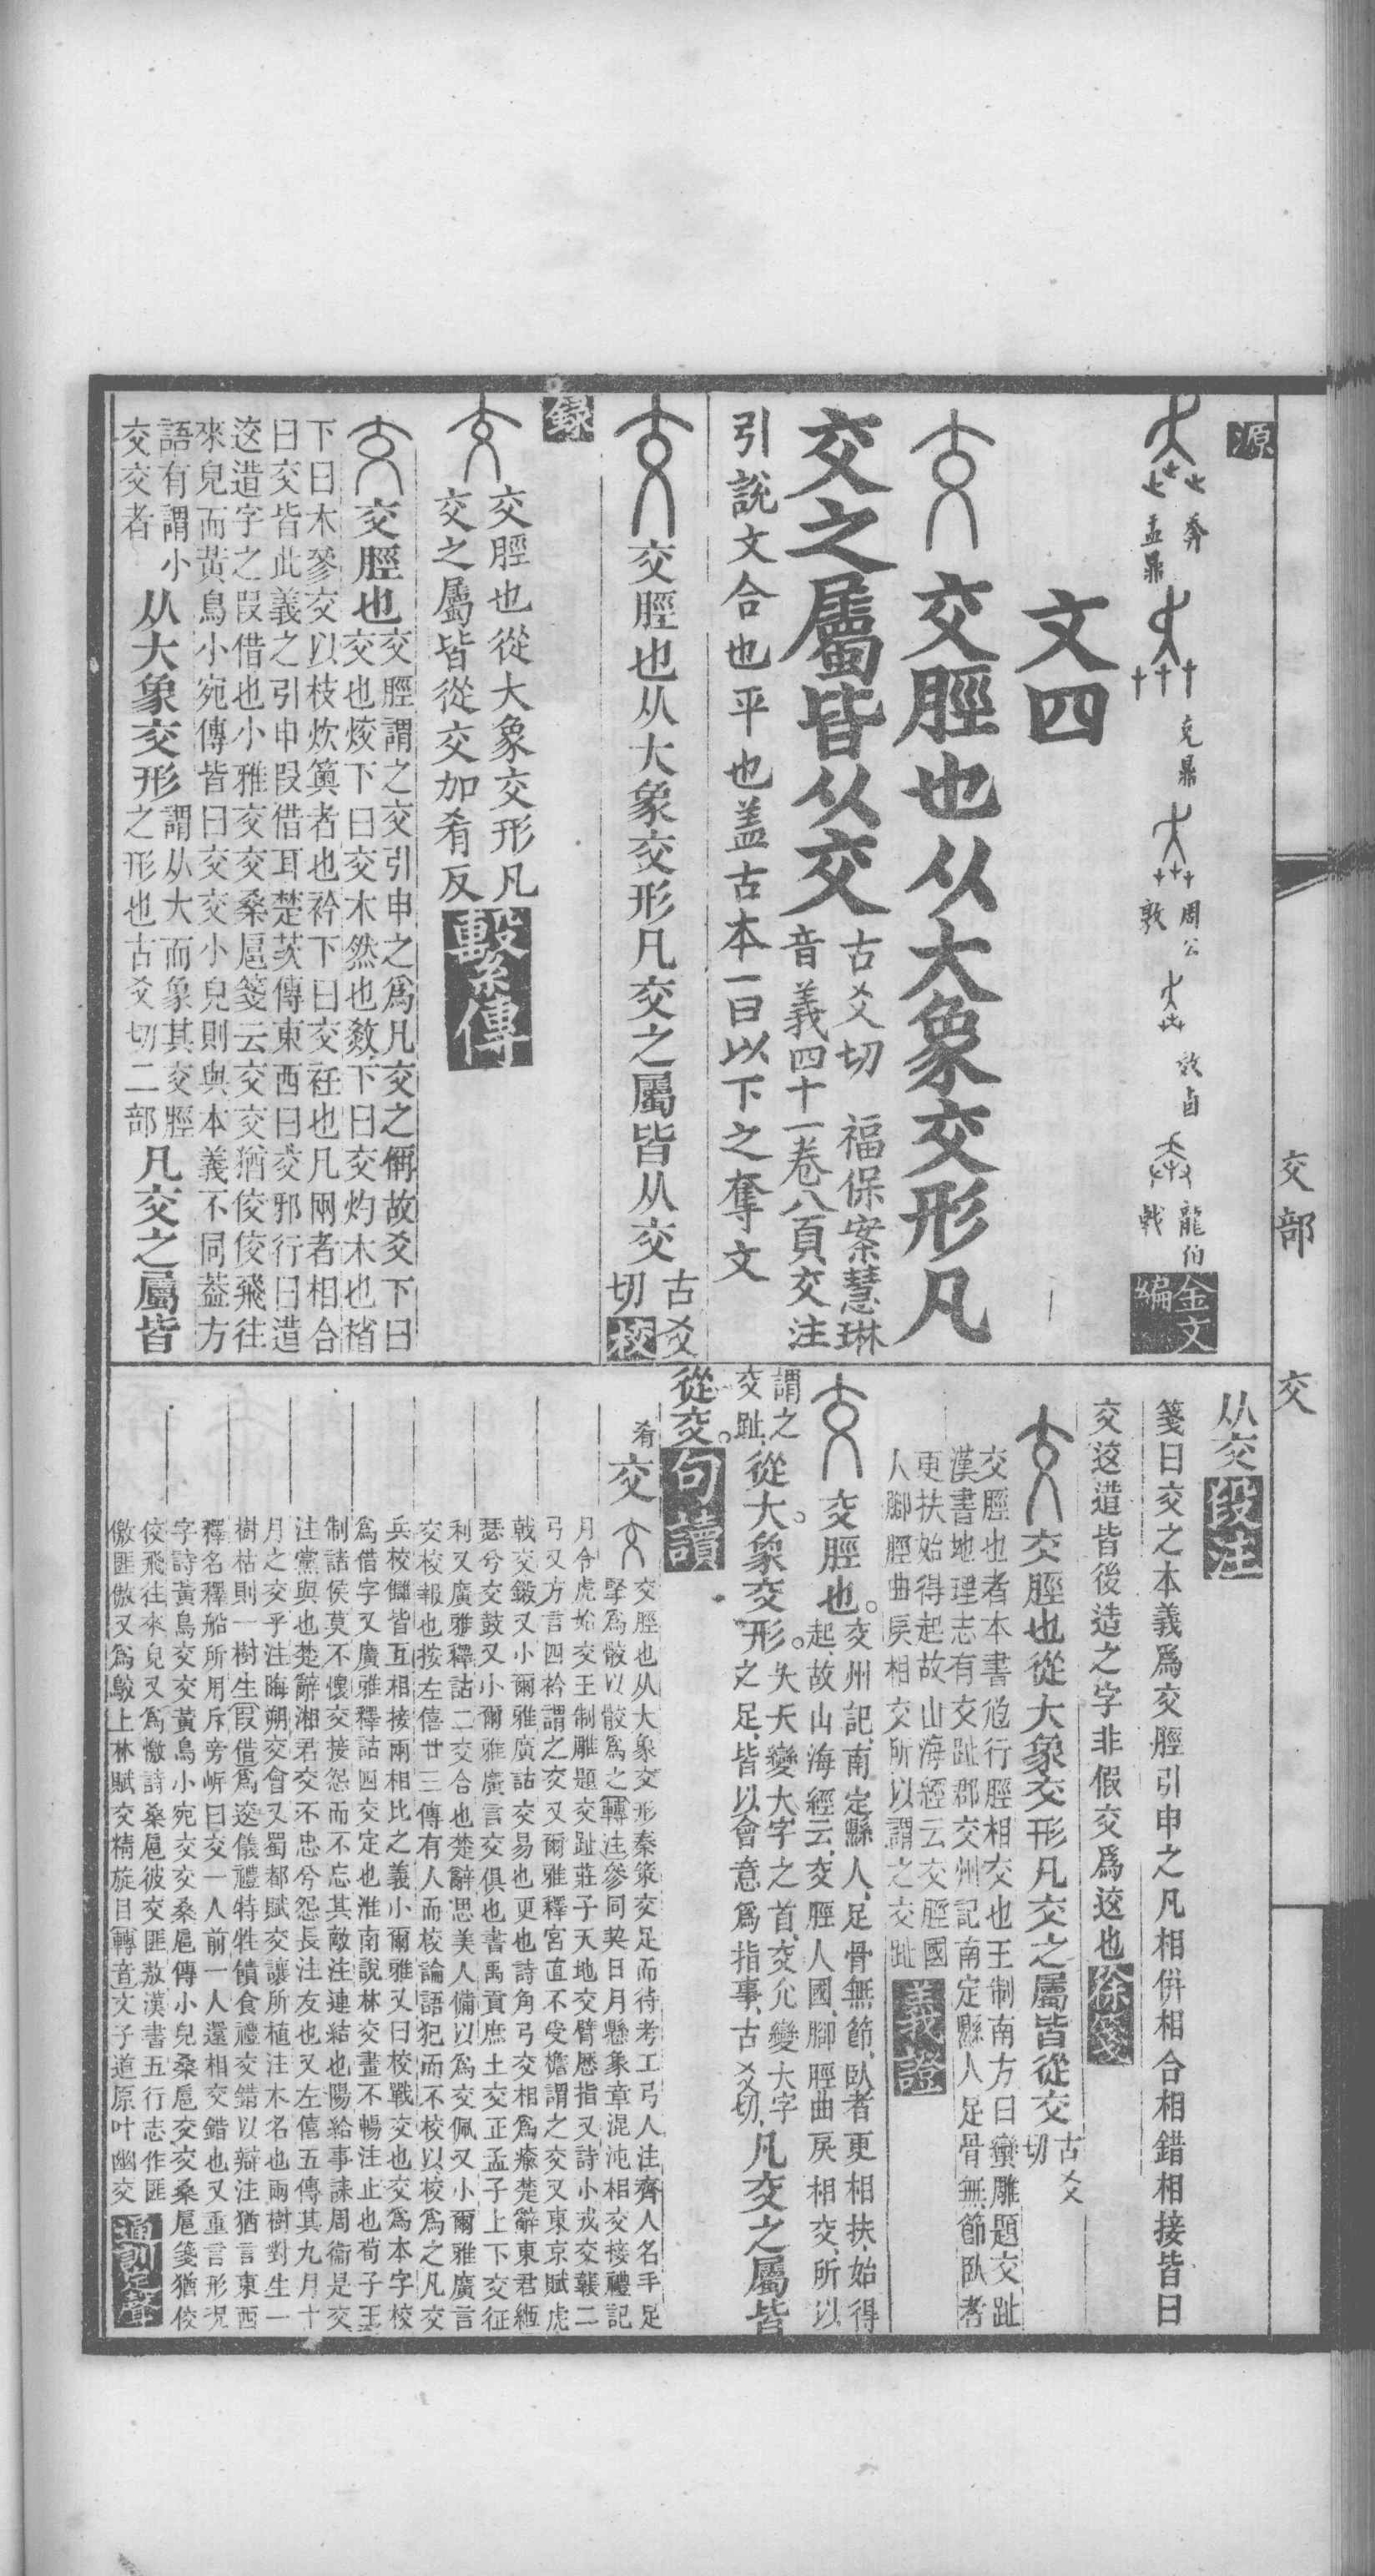 源
奔
盂鼎
克鼎
周公
敦
效卣
龍伯
戟
金文
編
文四
交脛也从大象交形凡
交之屬皆从交
古爻切 福保案慧琳
音義四十一卷八頁交注
引說文合也平也蓋古本一曰以下之奪文
交脛也从大象交形凡交之屬皆从交
古爻
切 校
錄
交脛也從大象交形凡
交之屬皆從交加肴反
繫傳
交脛也
交脛謂之交引申之爲凡交之偁故爻下曰
交也烄下曰交木然也敥下曰交灼木也楷
下曰木參交以枝炊䉛者也衿下曰交衽也凡兩者相合
曰交皆此義之引申叚借耳楚茨傳東西曰交邪行曰逪
这逪字之叚借也小雅交交桑扈箋云交交猶佼佼飛往
來皃而黃鳥小宛傳皆曰交交小皃則與本義不同葢方
語有謂小
交交者
从大象交形
謂从大而象其交脛
之形也古爻切二部
凡交之屬皆
交部
交
从交 段注
箋曰交之本義爲交脛引申之凡相併相合相錯相接皆曰
交这逪皆後造之字非假交爲这也 徐箋
交脛也從大象交形凡交之屬皆從交
古爻
切
交脛也者本書尥行脛相交也王制南方曰蠻雕題交趾
漢書地理志有交趾郡交州記南定縣人足骨無節臥者
更扶始得起故山海經云交脛國
人腳脛曲戾相交所以謂之交趾
義證
交脛也。
交州記、南定縣人、足骨無節、臥者更相扶、始得
起、故山海經云、交脛人國、腳脛曲戾相交、所以
謂之
交趾、
從大。象交形。
夨夭變大字之首、交允變大字
之足、皆以會意爲指事、古爻切、
凡交之屬皆
從交。 句讀
肴
交
交脛也从大象交形秦策交足而待考工弓人注齊人名手足
掔爲骹以骹爲之轉注參同契日月懸象章混沌相交接禮記
月令虎始交王制雕題交趾莊子天地交臂歷指又詩小戎交韔二
弓又方言四衿謂之交又爾雅釋宮直不受檐謂之交又東京賦虎
戟交鎩又小爾雅廣詁交易也更也詩角弓交相爲瘉楚辭東君緪
瑟兮交鼓又小爾雅廣言交俱也書禹貢庶土交正孟子上下交征
利又廣雅釋詁二交合也楚辭思美人備以爲交佩又小爾雅廣言
交校報也按左僖廿三傳有人而校論語犯而不校以校爲之凡交
兵校讎皆互相接兩相比之義小爾雅又曰校戰交也交爲本字校
爲借字又廣雅釋詁四交定也淮南說林交畫不暢注止也荀子王
制諸侯莫不懷交接怨而不忘其敵注連結也陽給事誄周衞是交
注黨與也楚辭湘君交不忠兮怨長注友也又左僖五傳其九月十
月之交乎注晦朔交會又蜀都賦交讓所植注木名也兩樹對生一
樹枯則一樹生叚借爲这儀禮特牲饋食禮交錯以辯注猶言東西
釋名釋船所用斥旁岍曰交一人前一人還相交錯也又重言形況
字詩黃鳥交交黃鳥小宛交交桑扈傳小皃桑扈交交桑扈箋猶佼
佼飛往來皃又爲憿詩桑扈彼交匪敖漢書五行志作匪
儌匪傲又爲鵁上林賦交精旋目轉音文子道原叶幽交
通訓定聲